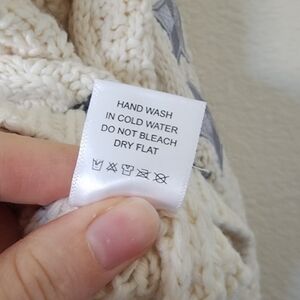 HAND WASH
IN COLD WATER
DO NOT BLEACH
DRY FLAT